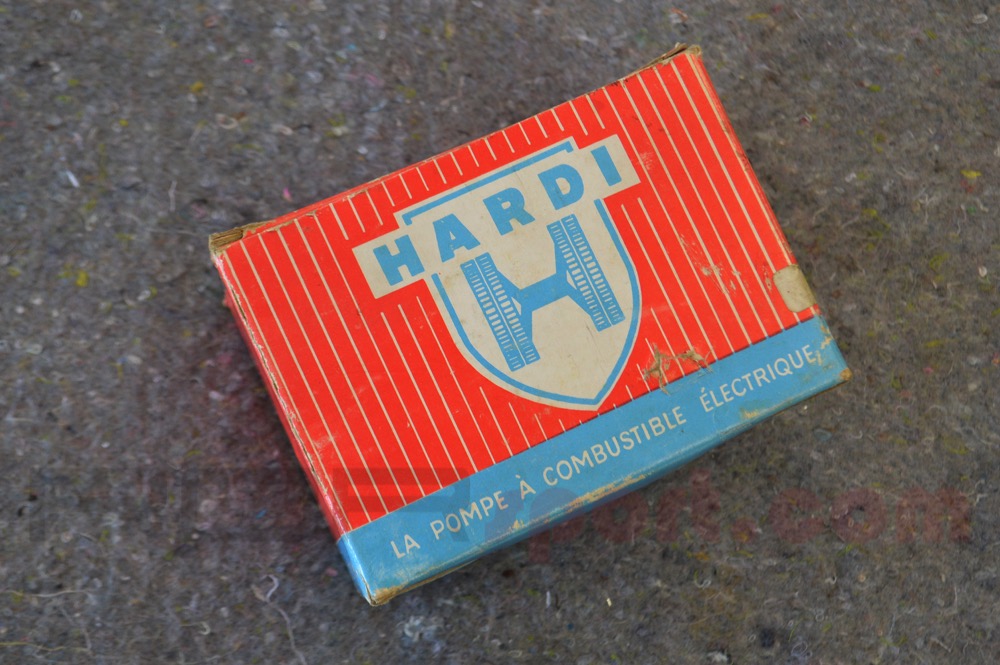 HARDI
H
LA POMPE À COMBUSTIBLE ÉLECTRIQUE